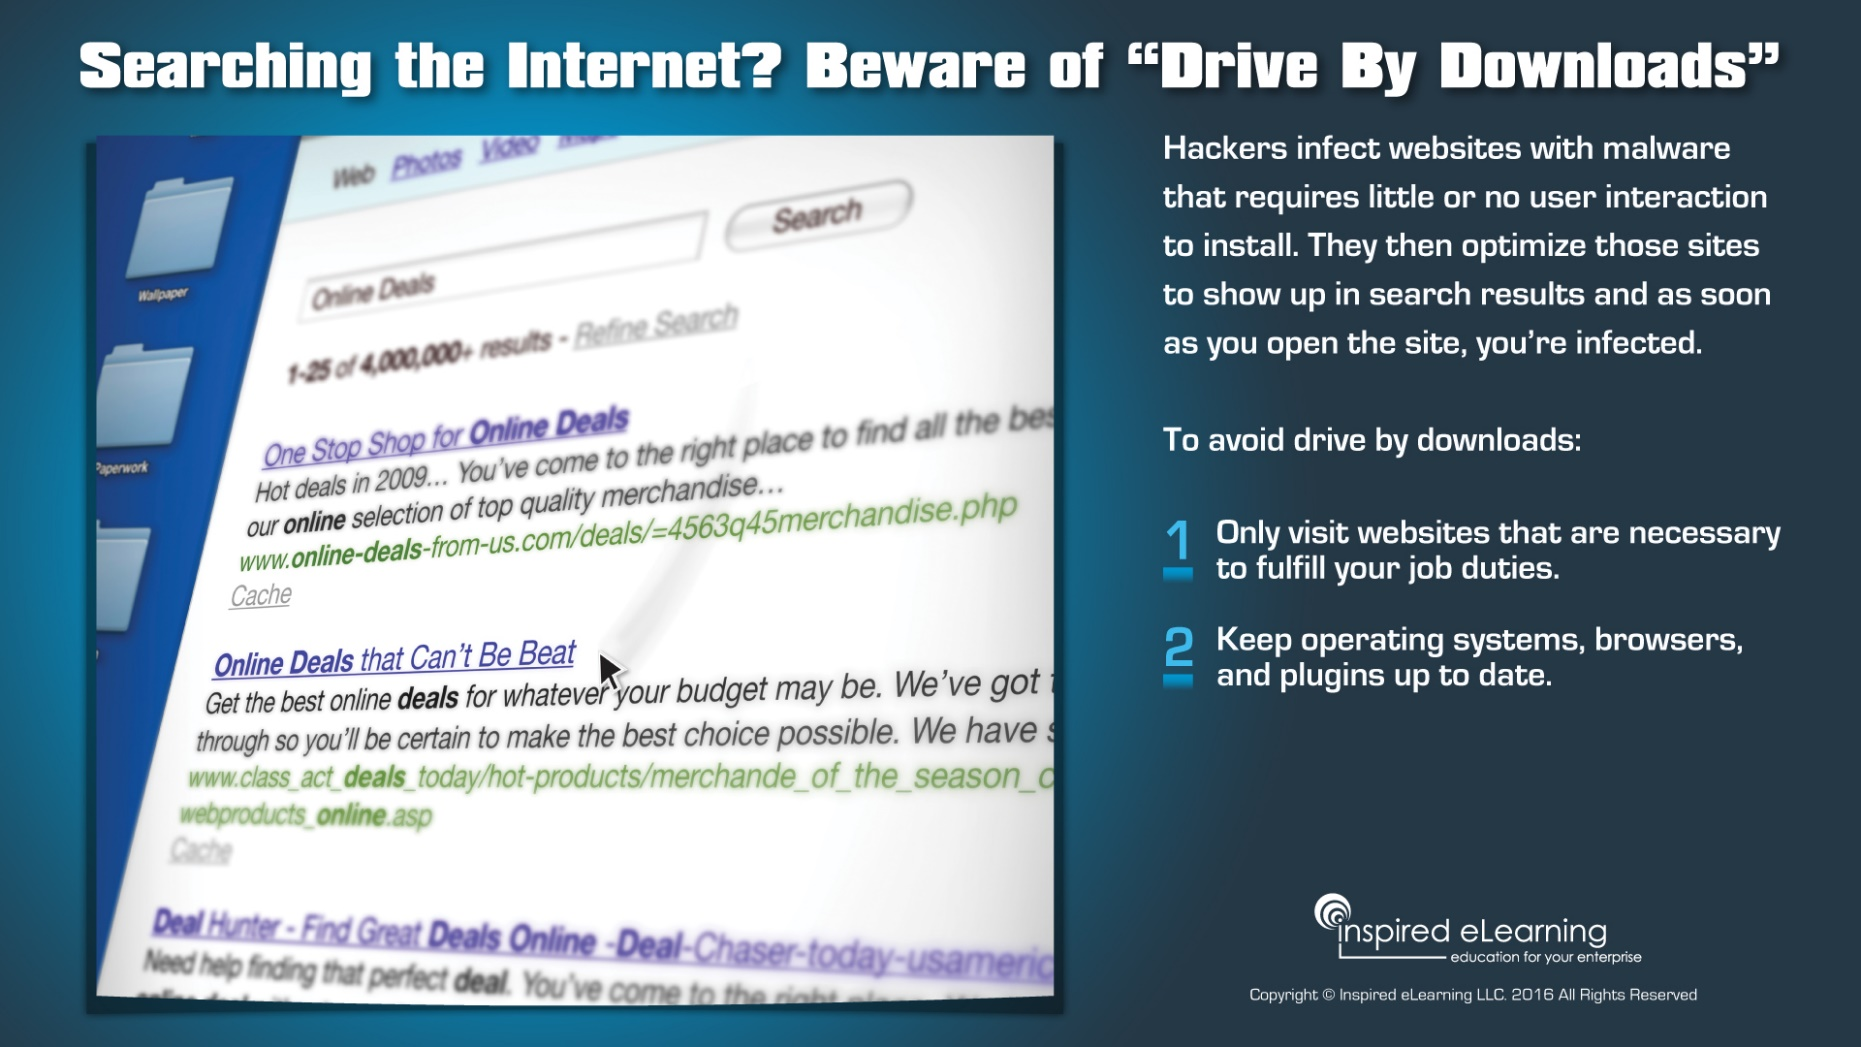 Searching the Internet? Beware of “Drive By Downloads”
Web Photos Video
Search
Online Deals
1-25 of 4,000,000+ results - Refine Search
One Stop Shop for Online Deals
Hot deals in 2009... You've come to the right place to find all the bes
our online selection of top quality merchandise...
www.online-deals-from-us.com/deals/=4563q45merchandise.php
Cache
Online Deals that Can't Be Beat
Get the best online deals for whatever your budget may be. We've got t
through so you'll be certain to make the best choice possible. We have s
www.class_act_deals_today/hot-products/merchande_of_the_season_c
webproducts_online.asp
Cache
Deal Hunter - Find Great Deals Online -Deal-Chaser-today-usameric
Need help finding that perfect deal. You've come to the right
Wallpaper
Paperwork
Hackers infect websites with malware
that requires little or no user interaction
to install. They then optimize those sites
to show up in search results and as soon
as you open the site, you're infected.
To avoid drive by downloads:
1 Only visit websites that are necessary
to fulfill your job duties.
2 Keep operating systems, browsers,
and plugins up to date.
inspired eLearning
education for your enterprise
Copyright © Inspired eLearning LLC. 2016 All Rights Reserved